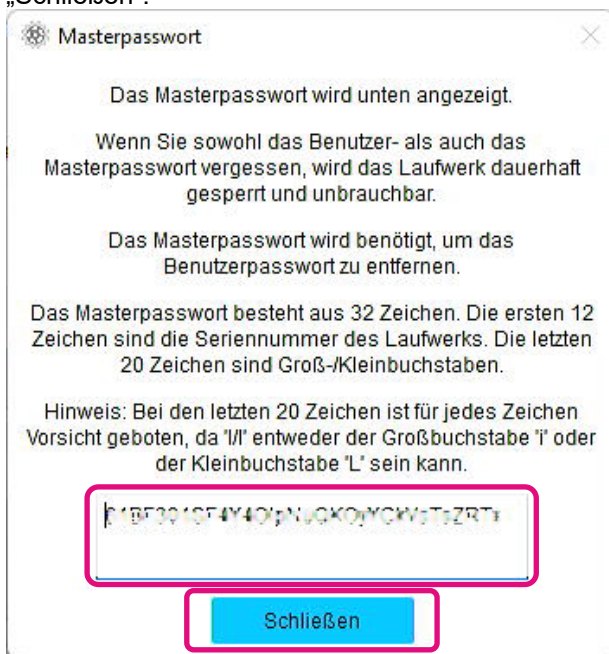 „Schließen“.
Masterpasswort
Das Masterpasswort wird unten angezeigt.
Wenn Sie sowohl das Benutzer- als auch das
Masterpasswort vergessen, wird das Laufwerk dauerhaft
gesperrt und unbrauchbar.
Das Masterpasswort wird benötigt, um das
Benutzerpasswort zu entfernen.
Das Masterpasswort besteht aus 32 Zeichen. Die ersten 12
Zeichen sind die Seriennummer des Laufwerks. Die letzten
20 Zeichen sind Groß-/Kleinbuchstaben.
Hinweis: Bei den letzten 20 Zeichen ist für jedes Zeichen
Vorsicht geboten, da 'I/l' entweder der Großbuchstabe 'i' oder
der Kleinbuchstabe 'L' sein kann.
Schließen